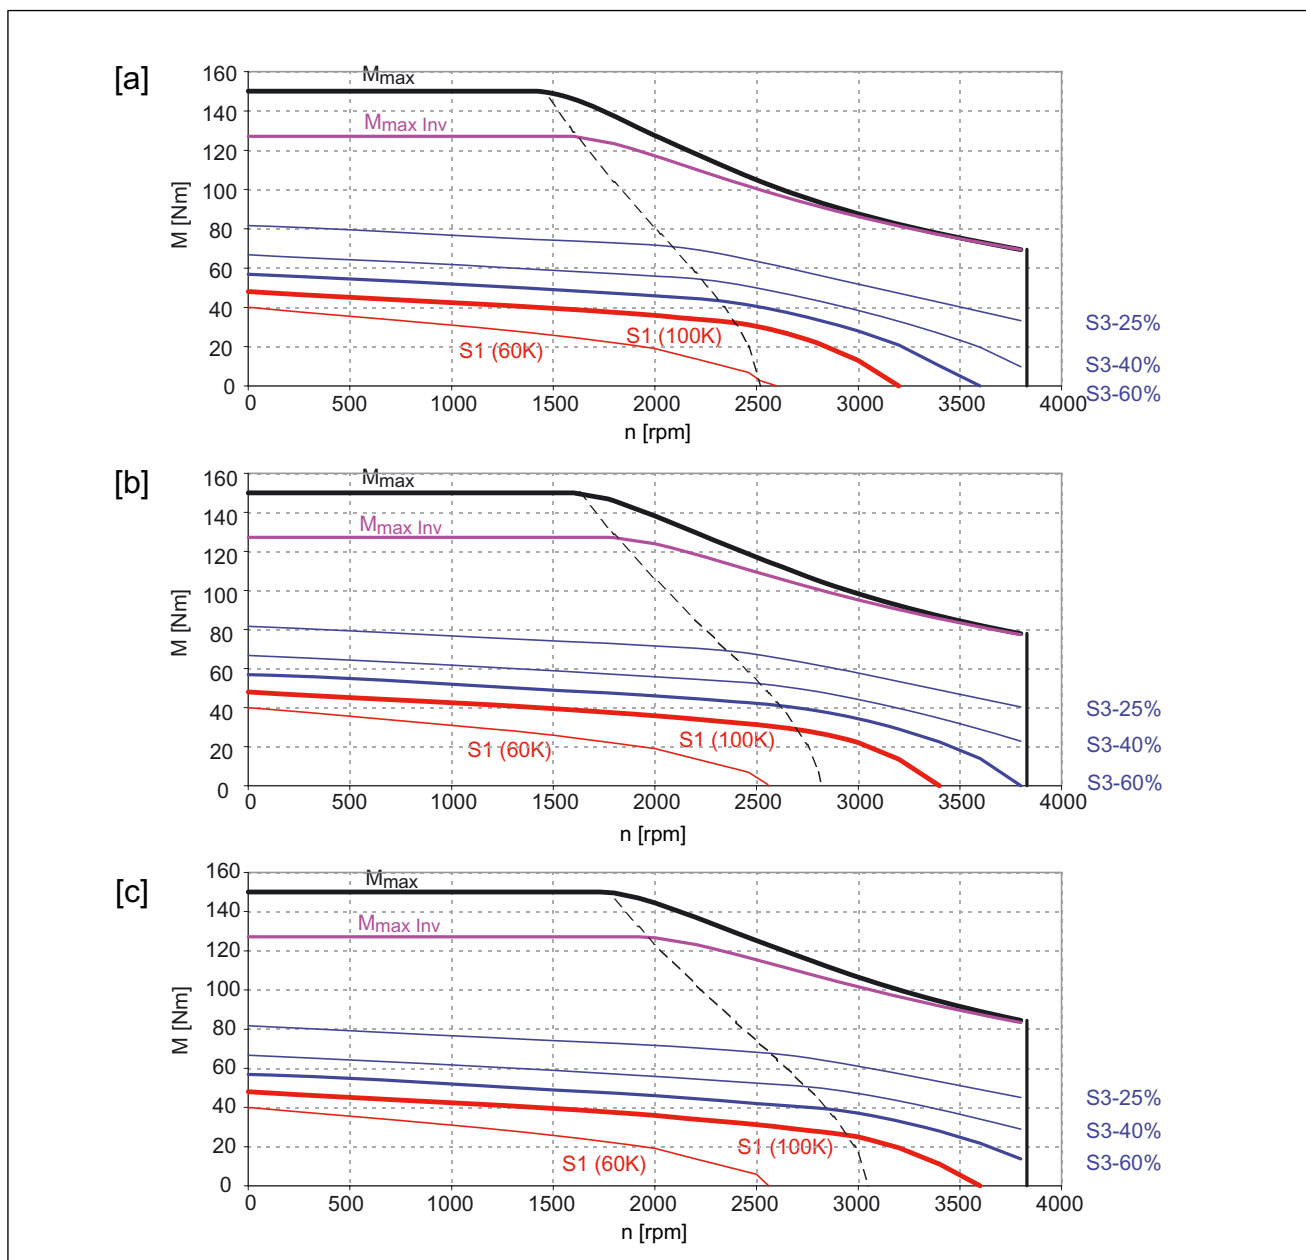 [a]
160
Mmax
140
Mmax Inv
120
100
M [Nm]
80
60
40
S1 (100K)
S1 (60K)
20
0
S3-25%
S3-40%
S3-60%
0 500 1000 1500 2000 2500 3000 3500 4000
n [rpm]
[b]
160
Mmax
140
Mmax Inv
120
100
M [Nm]
80
60
40
S1 (100K)
S1 (60K)
20
0
S3-25%
S3-40%
S3-60%
0 500 1000 1500 2000 2500 3000 3500 4000
n [rpm]
[c]
160
Mmax
140
Mmax Inv
120
100
M [Nm]
80
60
40
S1 (100K)
S1 (60K)
20
0
S3-25%
S3-40%
S3-60%
0 500 1000 1500 2000 2500 3000 3500 4000
n [rpm]